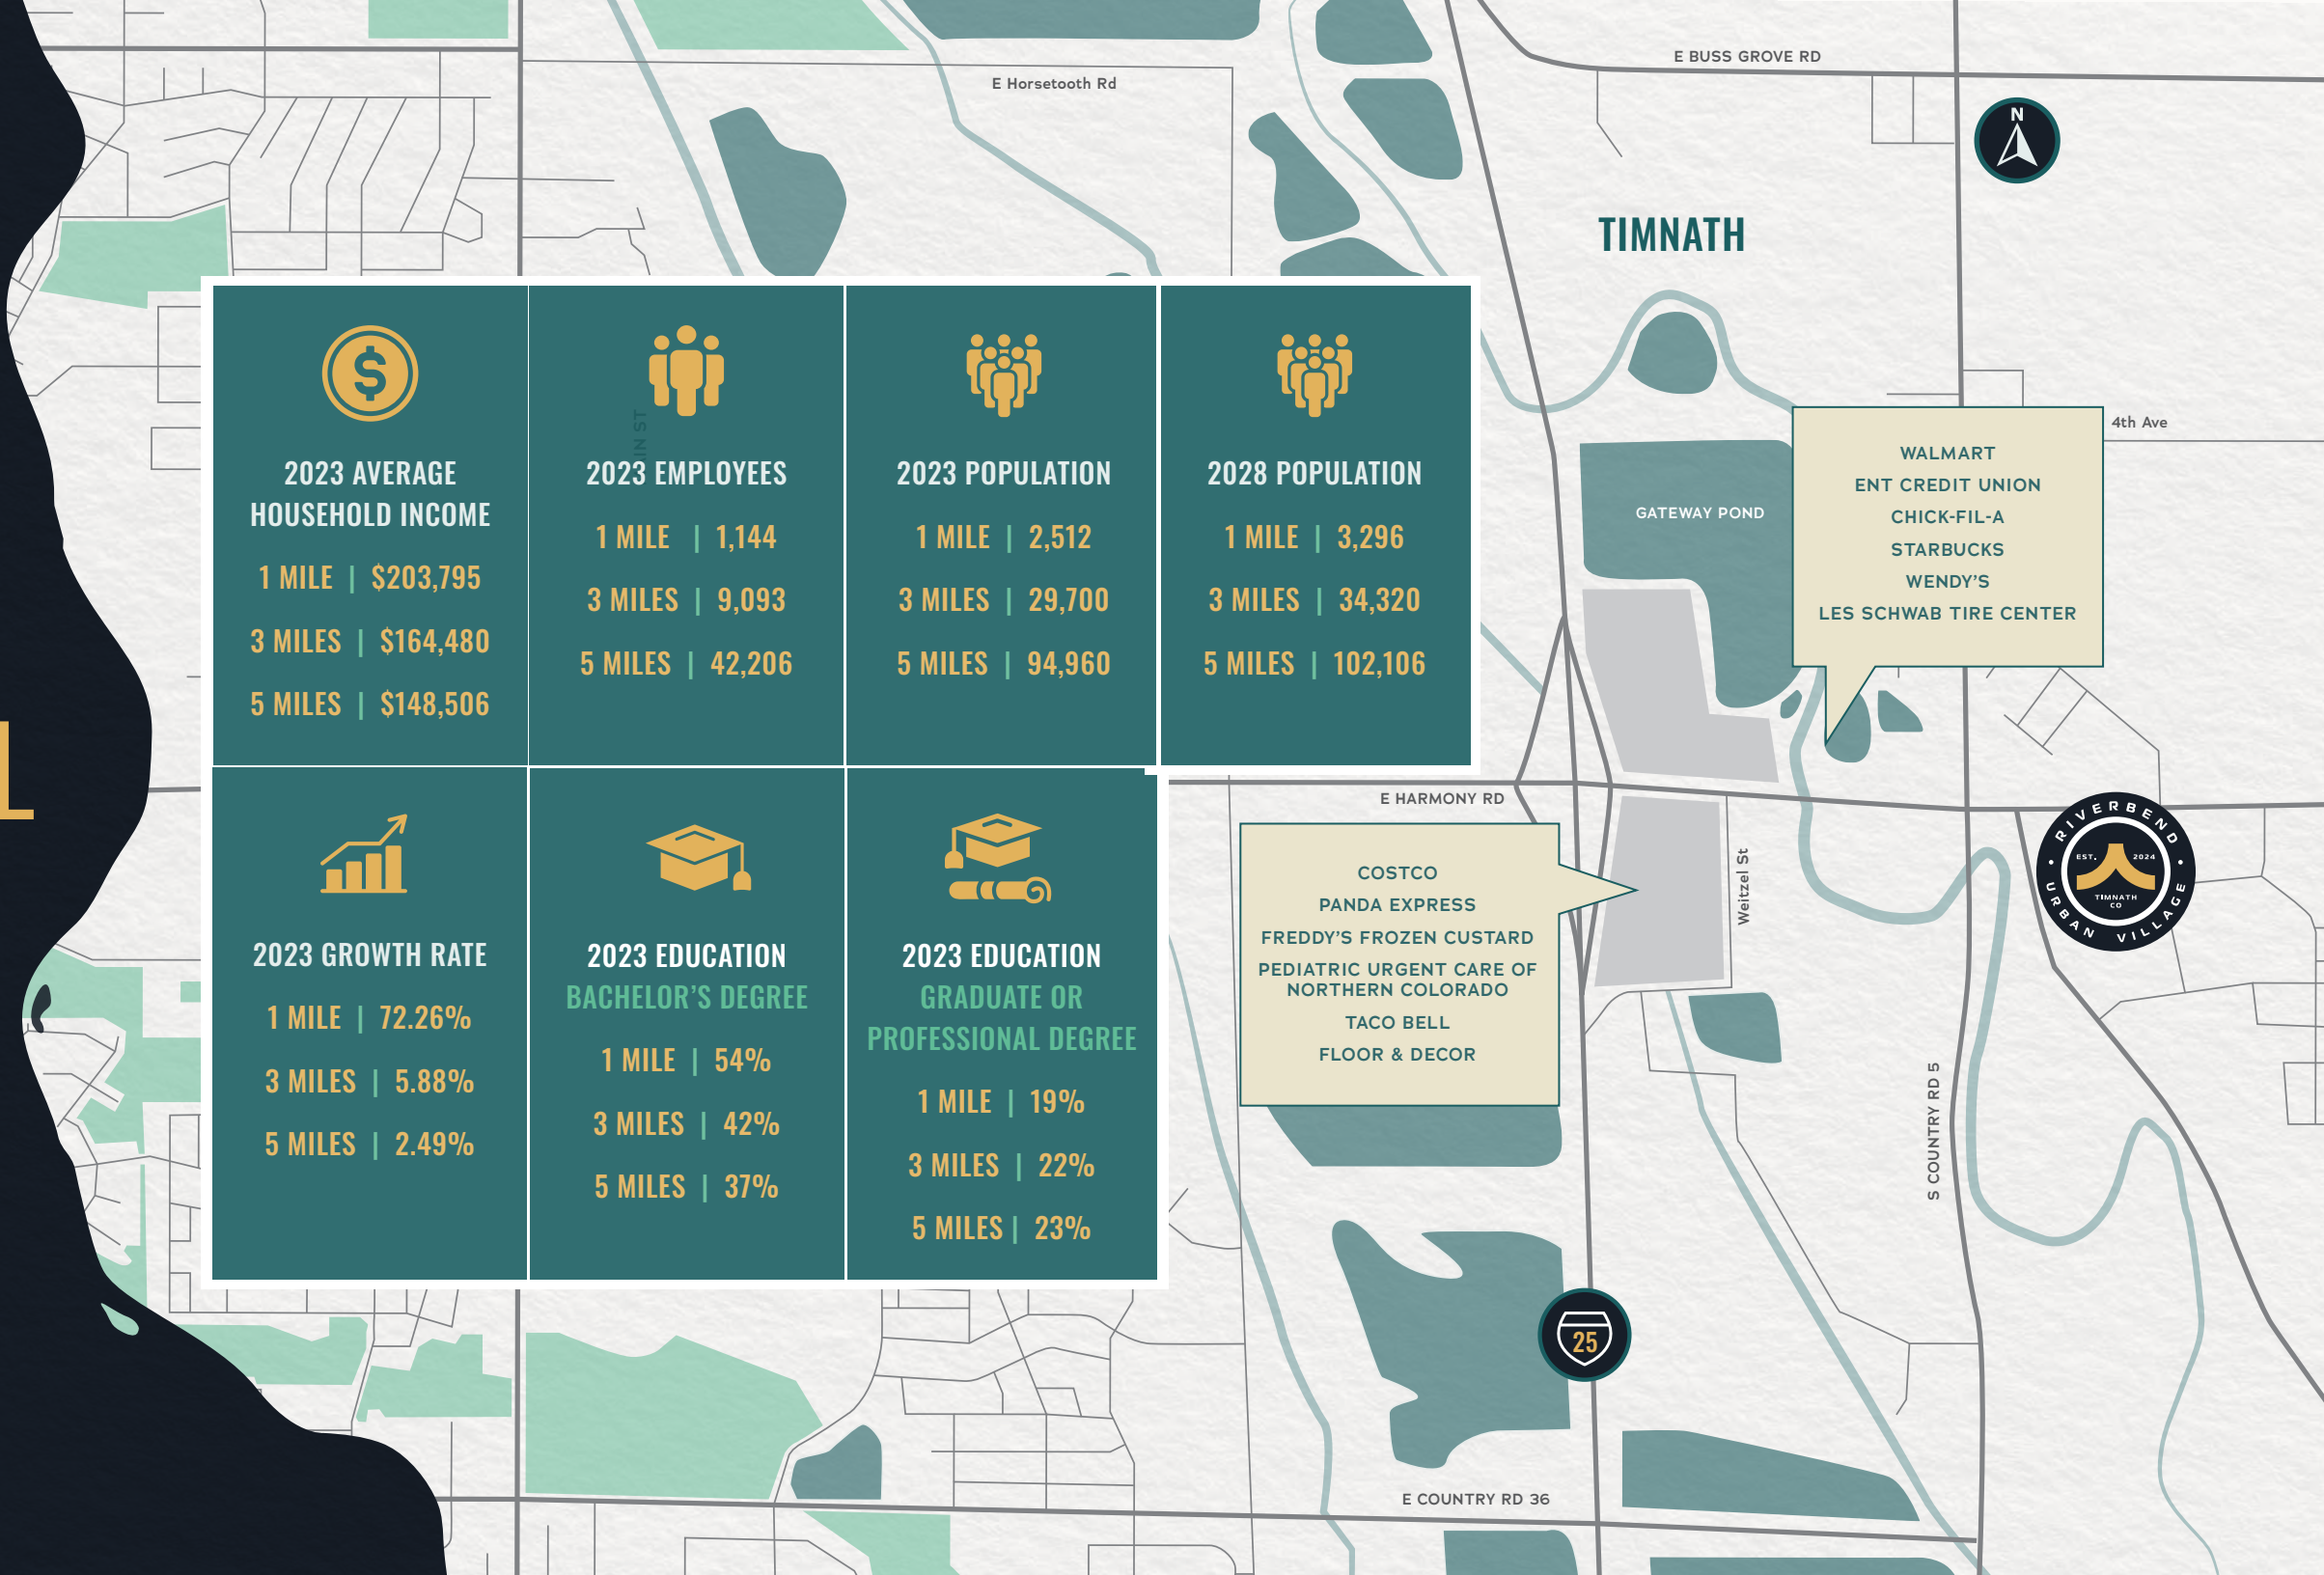 E BUSS GROVE RD
E Horsetooth Rd
N
TIMNATH
4th Ave
2023 AVERAGE
HOUSEHOLD INCOME
1 MILE | $203,795
3 MILES | $164,480
5 MILES | $148,506
IN ST
2023 EMPLOYEES
1 MILE | 1,144
3 MILES | 9,093
5 MILES | 42,206
2023 POPULATION
1 MILE | 2,512
3 MILES | 29,700
5 MILES | 94,960
2028 POPULATION
1 MILE | 3,296
3 MILES | 34,320
5 MILES | 102,106
GATEWAY POND
WALMART
ENT CREDIT UNION
CHICK-FIL-A
STARBUCKS
WENDY'S
LES SCHWAB TIRE CENTER
L
2023 GROWTH RATE
1 MILE | 72.26%
3 MILES | 5.88%
5 MILES | 2.49%
2023 EDUCATION
BACHELOR'S DEGREE
1 MILE | 54%
3 MILES | 42%
5 MILES | 37%
2023 EDUCATION
GRADUATE OR
PROFESSIONAL DEGREE
1 MILE | 19%
3 MILES | 22%
5 MILES | 23%
E HARMONY RD
COSTCO
PANDA EXPRESS
FREDDY'S FROZEN CUSTARD
PEDIATRIC URGENT CARE OF
NORTHERN COLORADO
TACO BELL
FLOOR & DECOR
Weitzel St
RIVERBEND
EST. 2024
TIMNATH
CO
URBAN VILLAGE
S COUNTRY RD 5
25
E COUNTRY RD 36